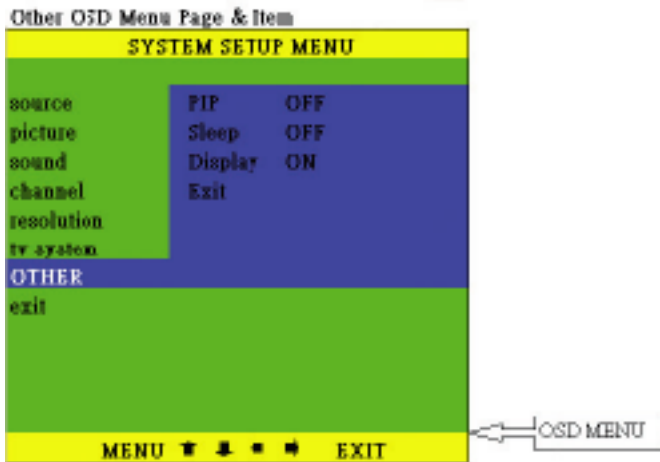 Other OSD Menu Page & Item
SYSTEM SETUP MENU
source PIP OFF
picture Sleep OFF
sound Display ON
channel Exit
resolution
tv system
OTHER
exit
MENU EXIT
OSD MENU